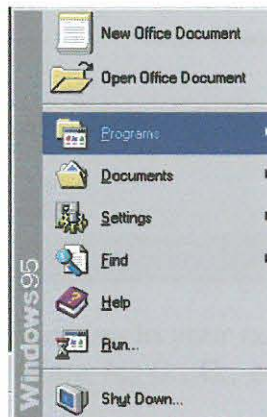 New Office Document
Open Office Document
Programs
Documents
Settings
Find
Help
Run...
Shut Down...
Windows95